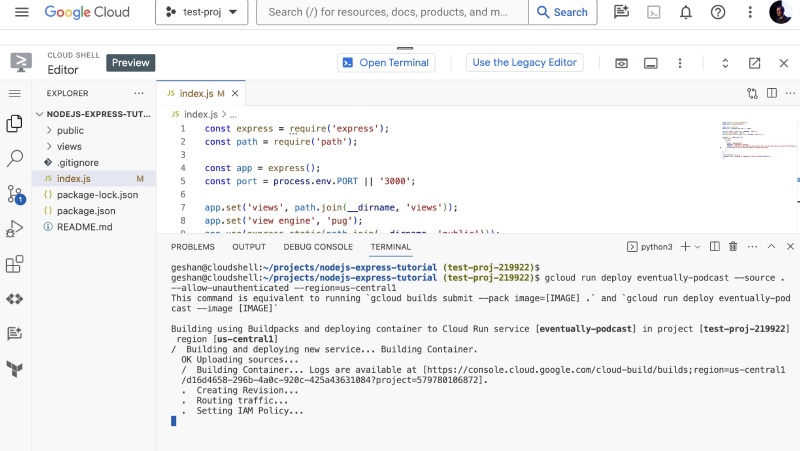 Google Cloud
test-proj
Search (/) for resources, docs, products, and m...
Search
CLOUD SHELL
Editor
Preview
Open Terminal
Use the Legacy Editor
EXPLORER
NODEJS-EXPRESS-TUT...
public
views
.gitignore
JS index.js M
{} package-lock.json
{} package.json
README.md
1
JS index.js M
JS index.js > ...
1 const express = require('express');
2 const path = require('path');
3
4 const app = express();
5 const port = process.env.PORT || '3000';
6
7 app.set('views', path.join(__dirname, 'views'));
8 app.set('view engine', 'pug');
9 app.use(express.static(path.join(__dirname, 'public')));
PROBLEMS OUTPUT DEBUG CONSOLE TERMINAL
python3
geshan@cloudshell:~/projects/nodejs-express-tutorial (test-proj-219922)$
geshan@cloudshell:~/projects/nodejs-express-tutorial (test-proj-219922)$ gcloud run deploy eventually-podcast --source .
--allow-unauthenticated --region=us-central1
This command is equivalent to running `gcloud builds submit --pack image=[IMAGE] .` and `gcloud run deploy eventually-pod
cast --image [IMAGE]`
Building using Buildpacks and deploying container to Cloud Run service [eventually-podcast] in project [test-proj-219922]
region [us-central1]
/ Building and deploying new service... Building Container.
OK Uploading sources...
/ Building Container... Logs are available at [https://console.cloud.google.com/cloud-build/builds;region=us-central1
/d16d4658-296b-4a0c-920c-425a43631084?project=579780106872].
. Creating Revision...
. Routing traffic...
. Setting IAM Policy...